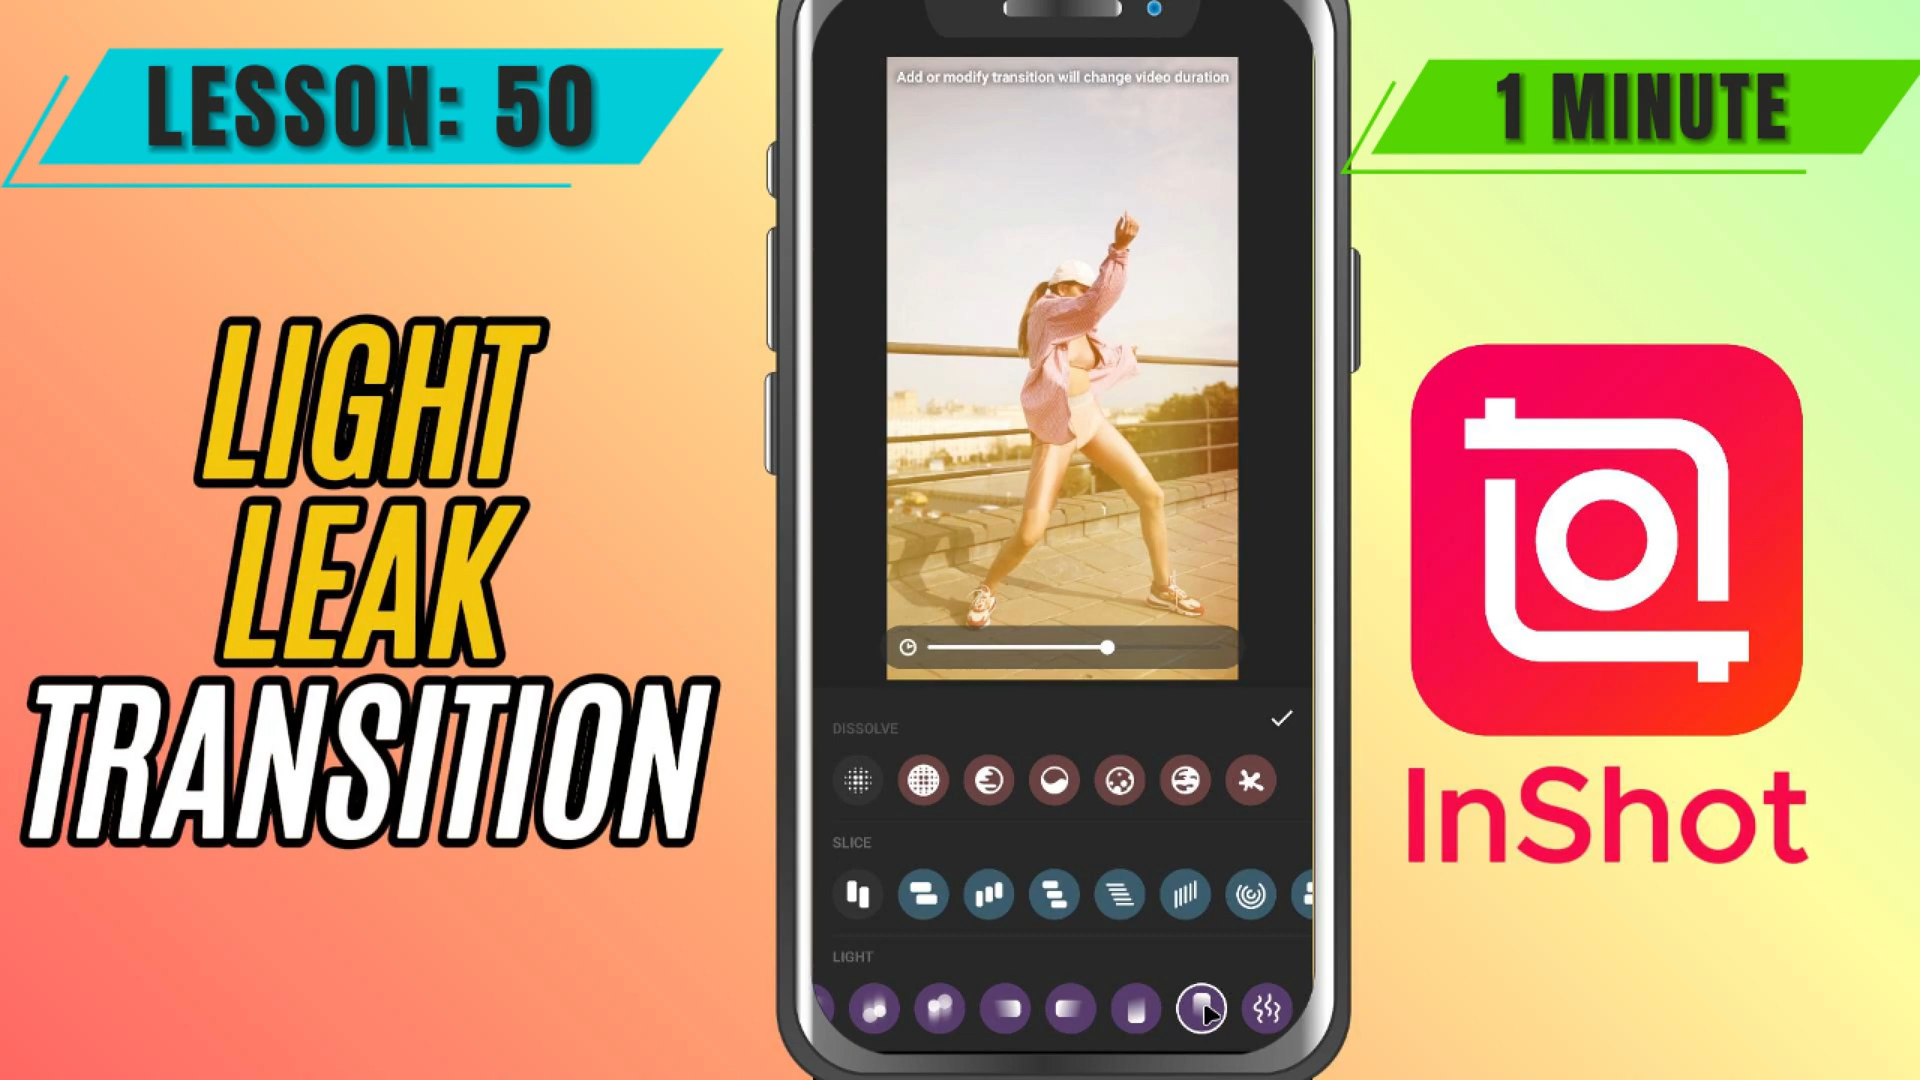 LESSON: 50
1 MINUTE
Add or modify transition will change video duration
LIGHT
LEAK
TRANSITION
DISSOLVE
SLICE
LIGHT
InShot